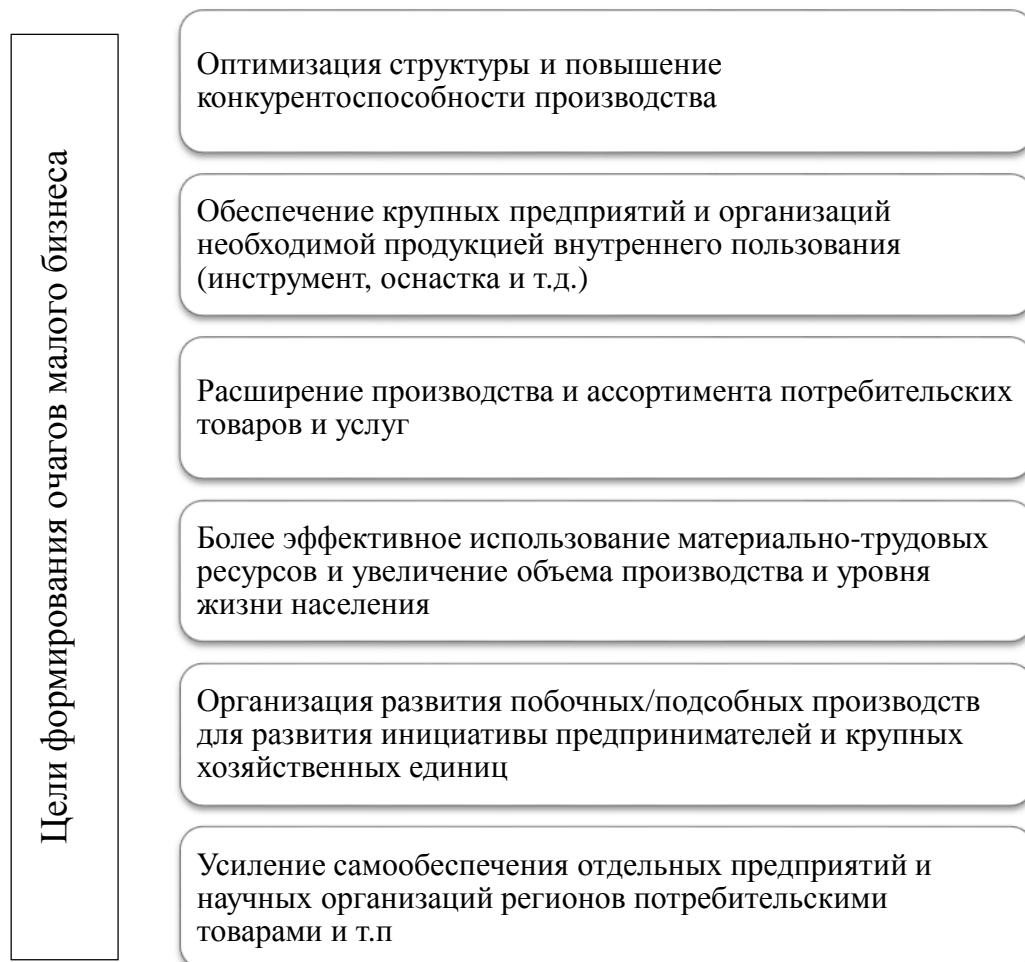 Цели формирования очагов малого бизнеса
Оптимизация структуры и повышение
конкурентоспособности производства
Обеспечение крупных предприятий и организаций
необходимой продукцией внутреннего пользования
(инструмент, оснастка и т.д.)
Расширение производства и ассортимента потребительских
товаров и услуг
Более эффективное использование материально-трудовых
ресурсов и увеличение объема производства и уровня
жизни населения
Организация развития побочных/подсобных производств
для развития инициативы предпринимателей и крупных
хозяйственных единиц
Усиление самообеспечения отдельных предприятий и
научных организаций регионов потребительскими
товарами и т.п